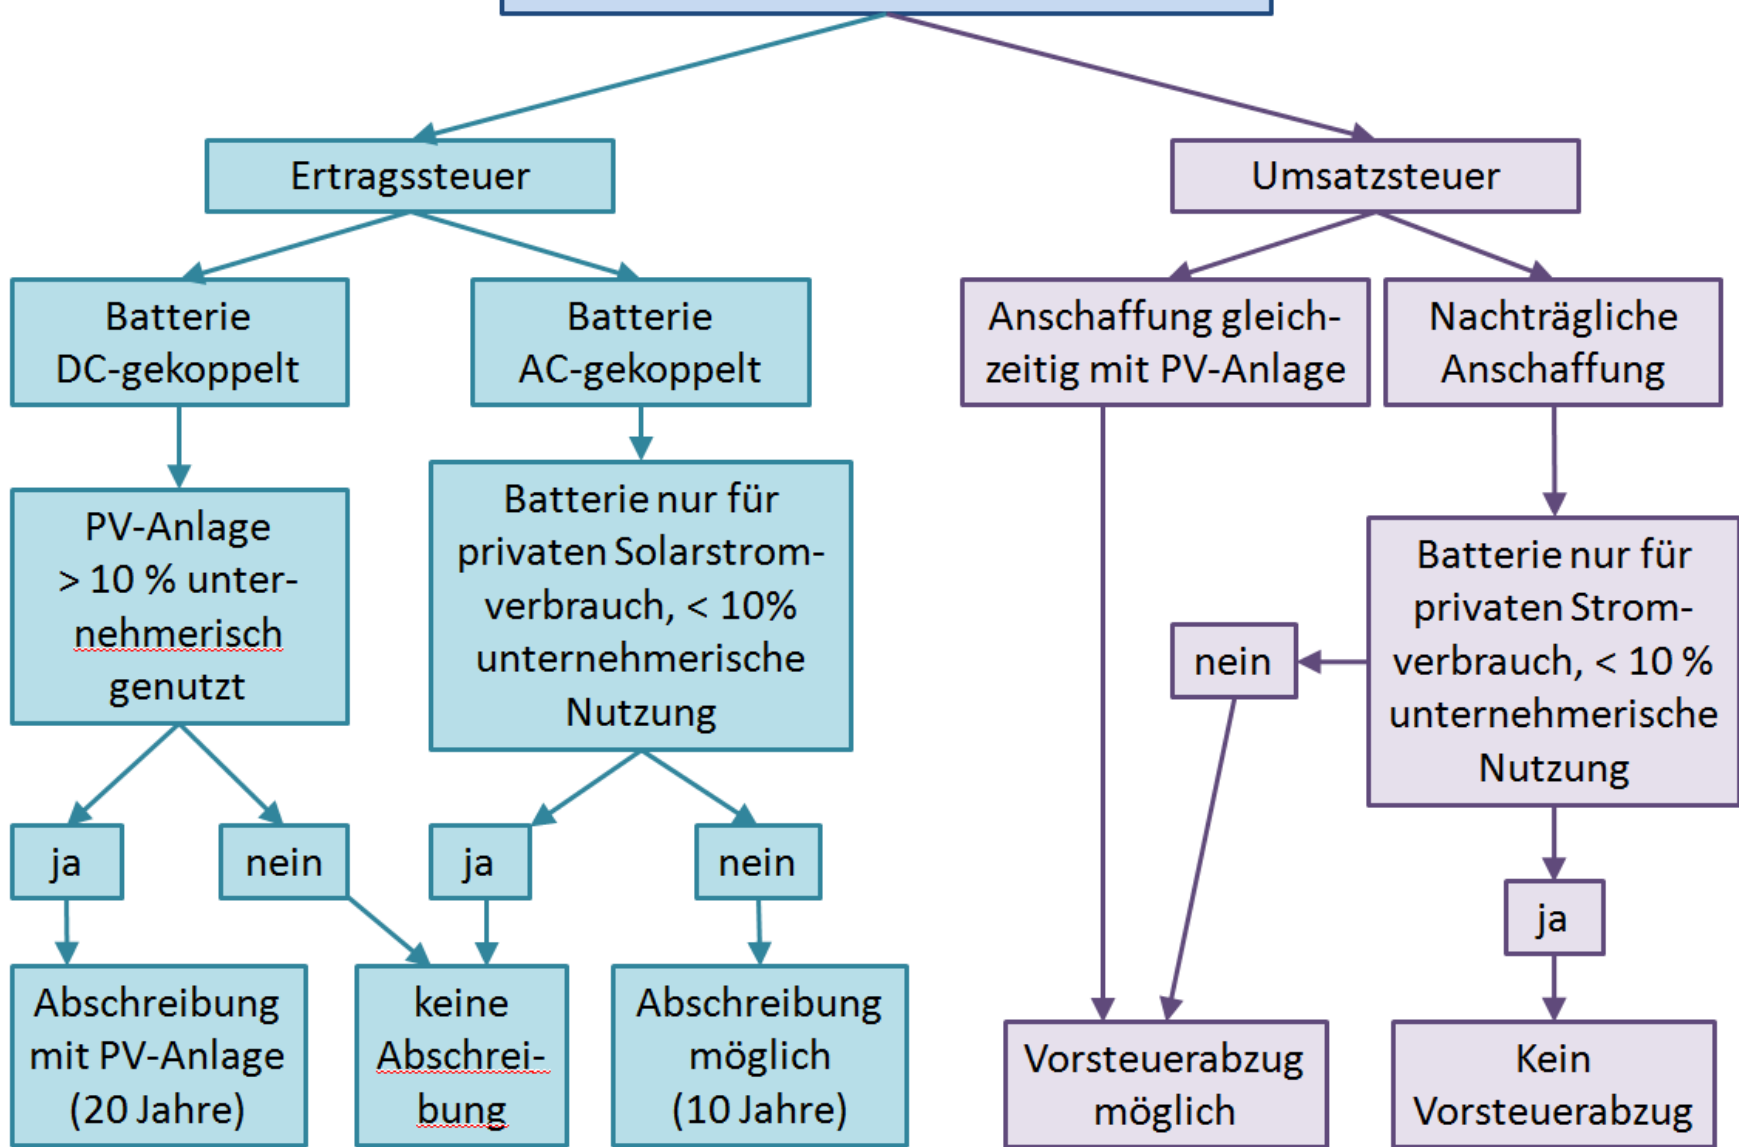 Ertragssteuer
Umsatzsteuer
Batterie
DC-gekoppelt
Batterie
AC-gekoppelt
Anschaffung gleich-
zeitig mit PV-Anlage
Nachträgliche
Anschaffung
PV-Anlage
> 10 % unter-
nehmerisch
genutzt
Batterie nur für
privaten Solarstrom-
verbrauch, < 10%
unternehmerische
Nutzung
Batterie nur für
privaten Strom-
verbrauch, < 10 %
unternehmerische
Nutzung
nein
ja
nein
ja
nein
ja
Abschreibung
mit PV-Anlage
(20 Jahre)
keine
Abschrei-
bung
Abschreibung
möglich
(10 Jahre)
Vorsteuerabzug
möglich
Kein
Vorsteuerabzug